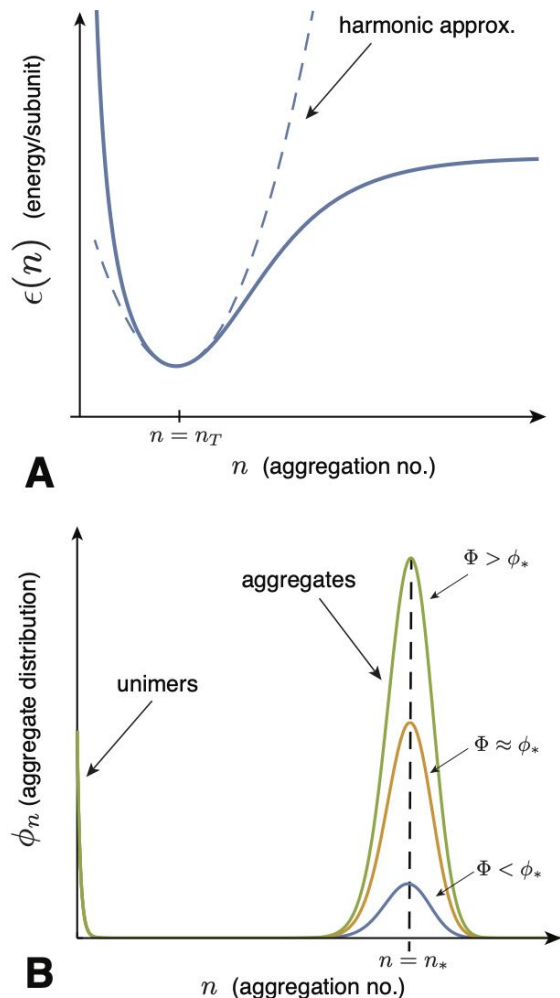 harmonic approx.
ϵ(n) (energy/subunit)
n = n_T
n (aggregation no.)
A
ϕ_n (aggregate distribution)
aggregates
unimers
Φ > ϕ_*
Φ ≈ ϕ_*
Φ < ϕ_*
n = n_*
n (aggregation no.)
B